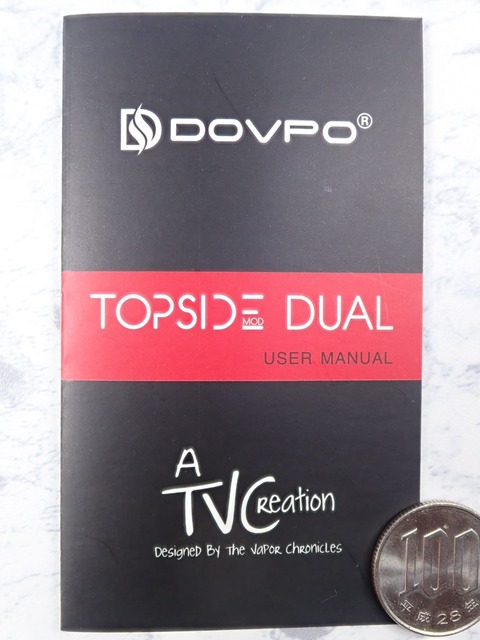 DOVPO®
TOPSIDE DUAL
MOD
USER MANUAL
A
TVCreation
Designed By The Vapor Chronicles
100
平成28年